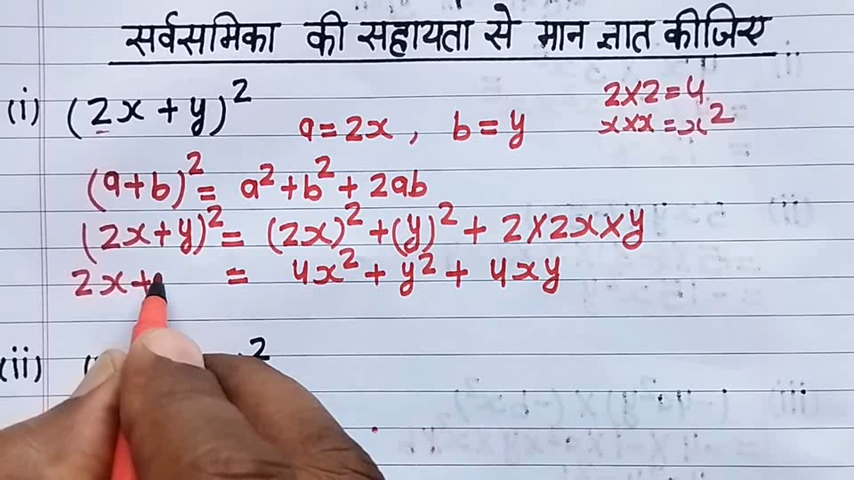 सर्वसमिका की सहायता से मान ज्ञात कीजिए
(i) (2x + y)²
a = 2x , b = y
2×2 = 4
x×x = x²
(a+b)² = a² + b² + 2ab
(2x+y)² = (2x)² + (y)² + 2×2x×y
2x+ = 4x² + y² + 4xy
(ii) ( ²